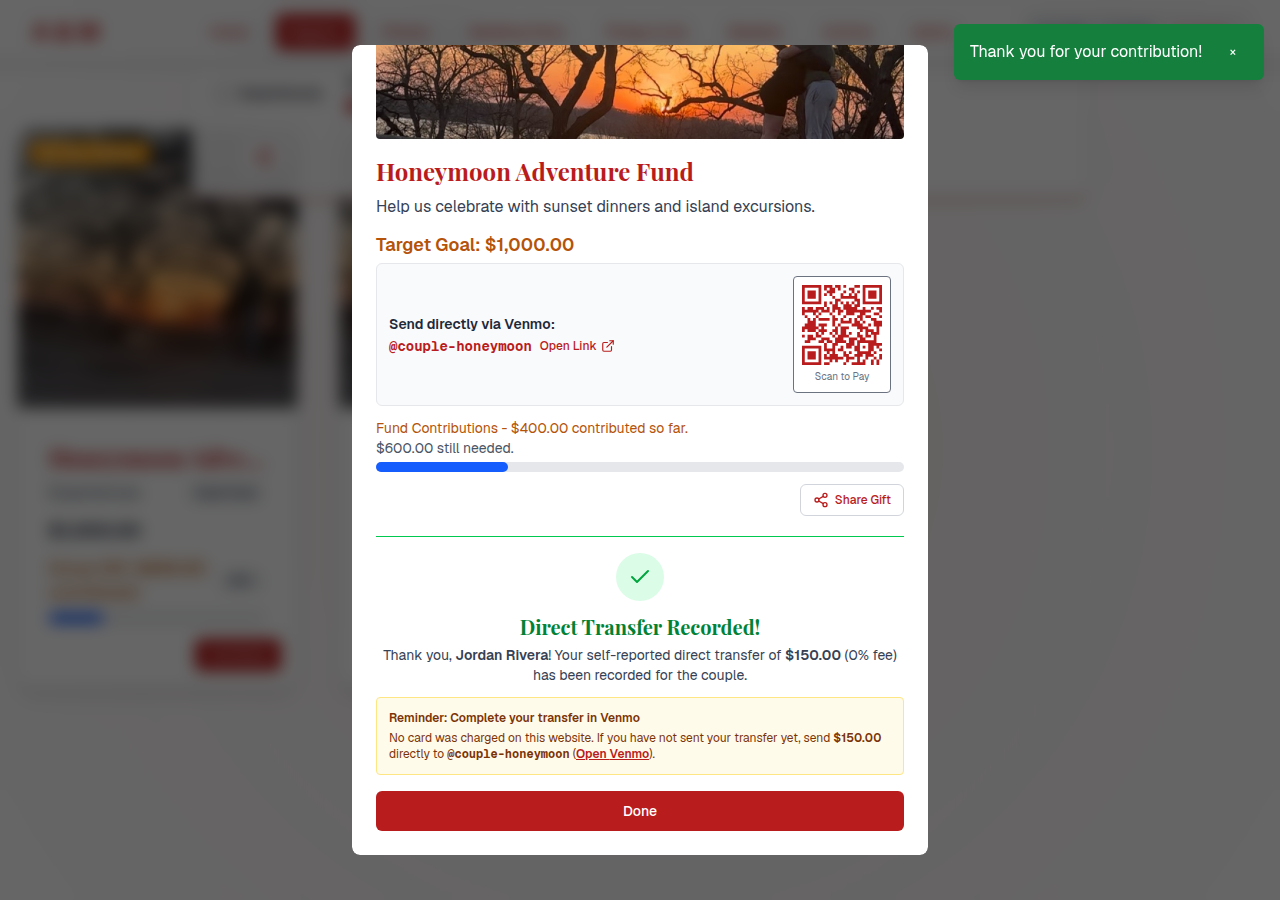 Thank you for your contribution! ×
Honeymoon Adventure Fund
Help us celebrate with sunset dinners and island excursions.
Target Goal: $1,000.00
Send directly via Venmo:
@couple-honeymoon Open Link
Scan to Pay
Fund Contributions - $400.00 contributed so far.
$600.00 still needed.
Share Gift
Direct Transfer Recorded!
Thank you, Jordan Rivera! Your self-reported direct transfer of $150.00 (0% fee)
has been recorded for the couple.
Reminder: Complete your transfer in Venmo
No card was charged on this website. If you have not sent your transfer yet, send $150.00
directly to @couple-honeymoon (Open Venmo).
Done